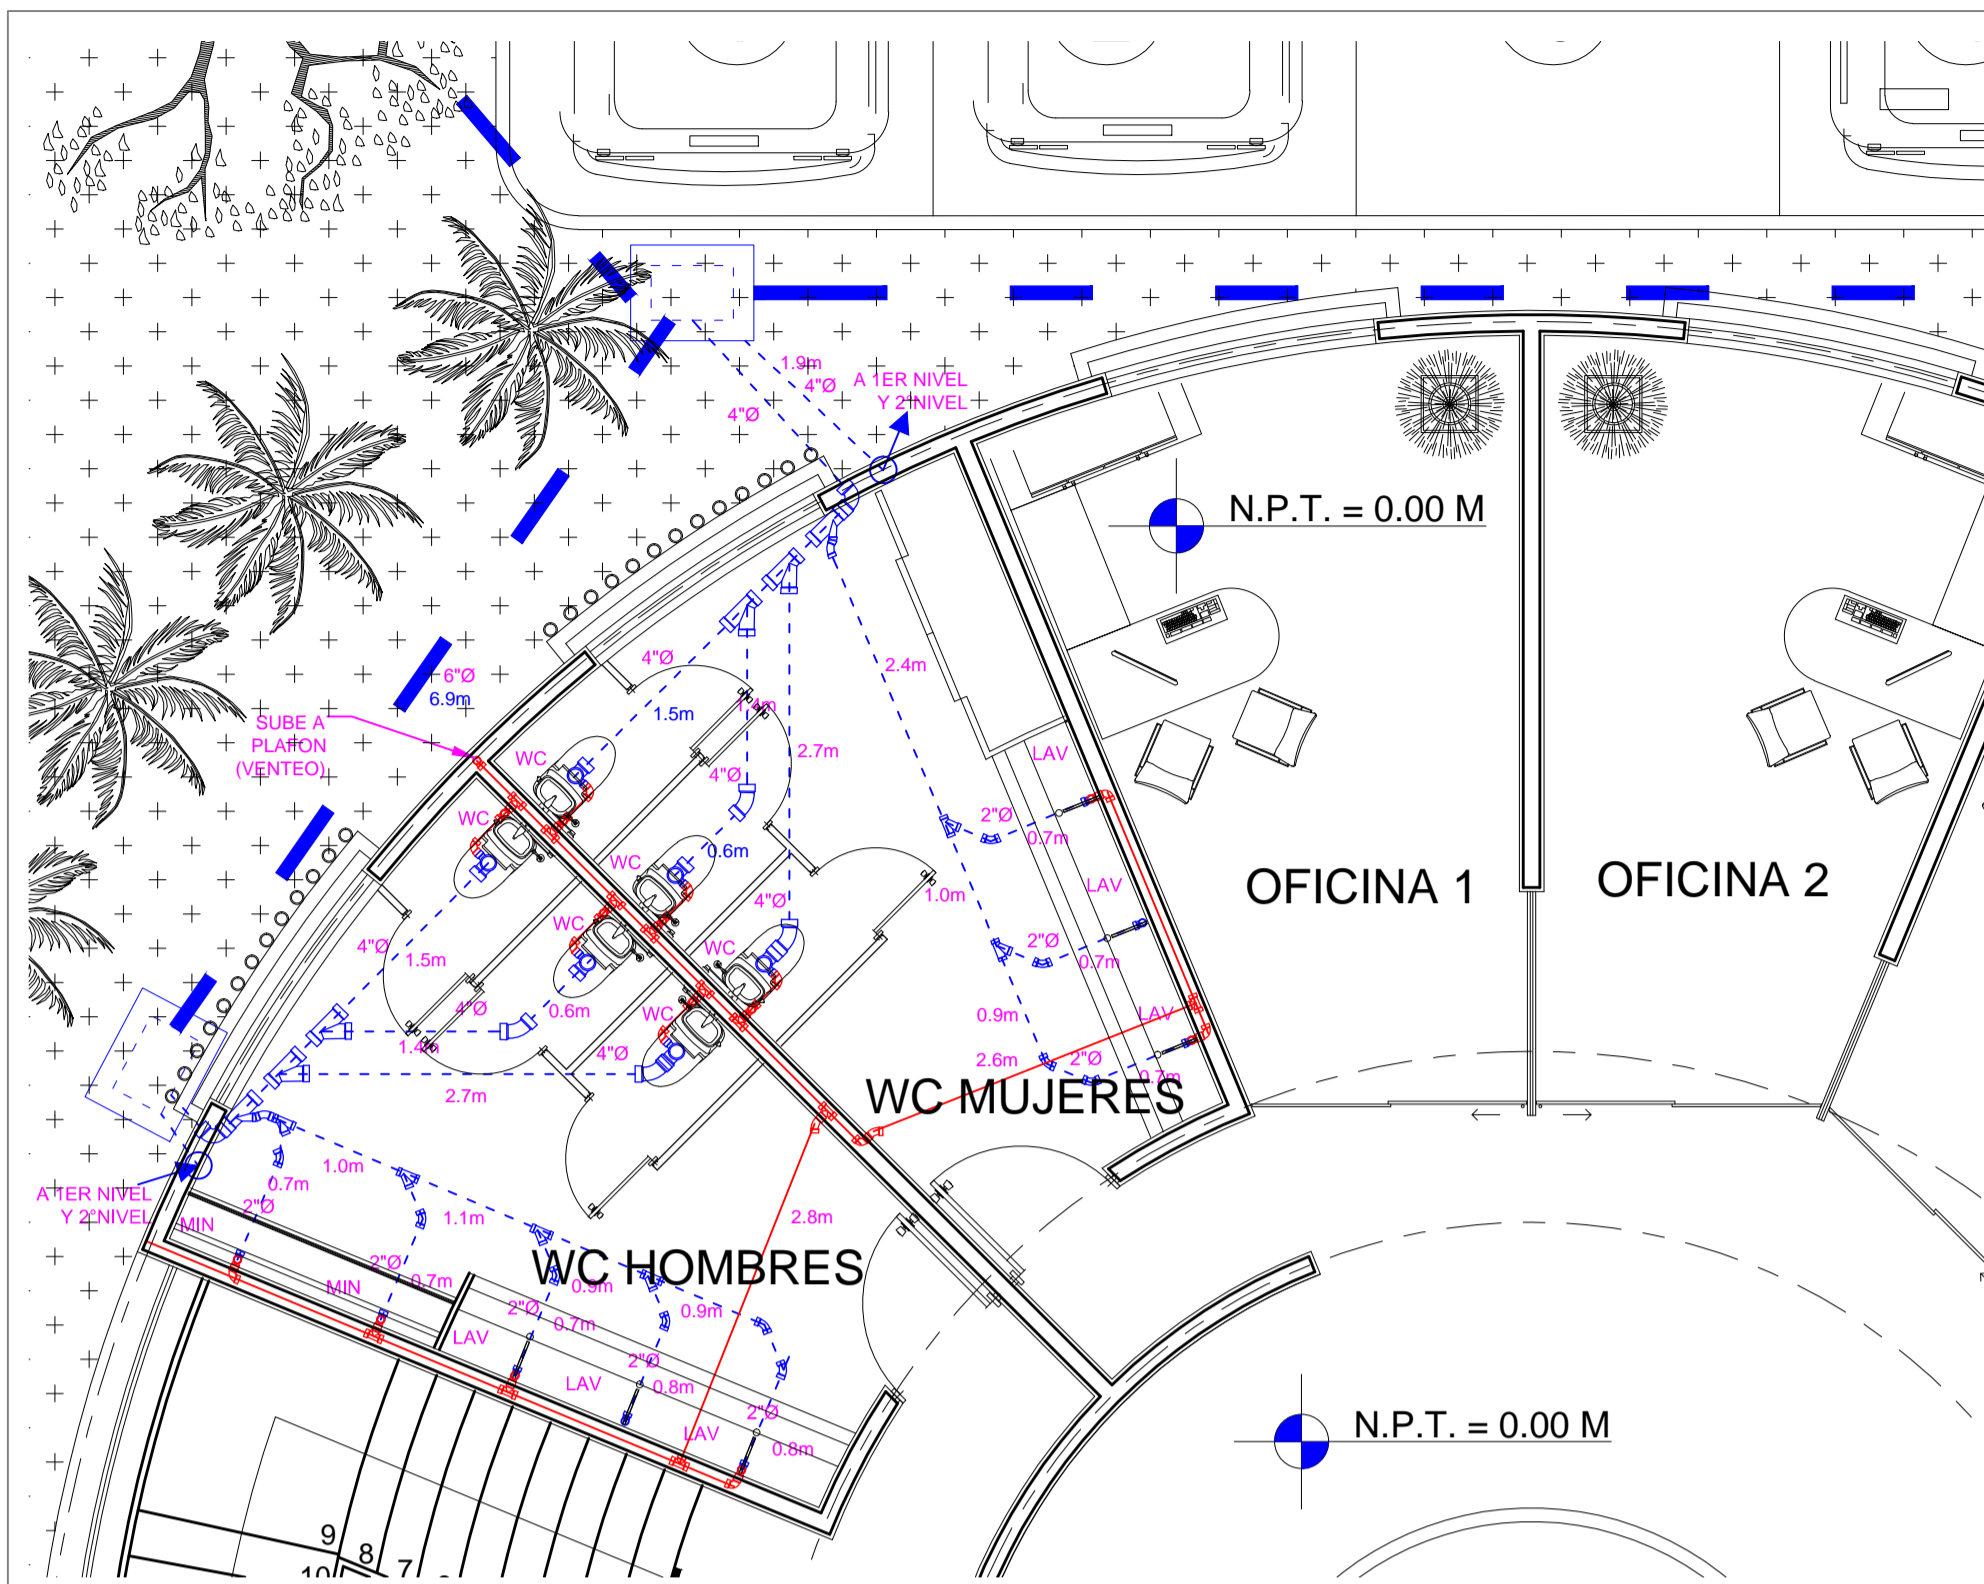 1.9m
4"Ø
A 1ER NIVEL
Y 2°NIVEL
4"Ø
N.P.T. = 0.00 M
4"Ø
2.4m
6"Ø
6.9m
1.5m
1.4m
SUBE A
PLAFON
(VENTEO)
WC
2.7m
LAV
4"Ø
WC
2"Ø
0.7m
0.6m
WC
LAV
OFICINA 1
OFICINA 2
1.0m
4"Ø
WC
4"Ø
1.5m
WC
2"Ø
0.7m
4"Ø
0.6m
WC
0.9m
LAV
1.4m
4"Ø
2.6m
2"Ø
0.7m
2.7m
WC MUJERES
1.0m
0.7m
A 1ER NIVEL
Y 2°NIVEL
2"Ø
MIN
1.1m
2.8m
2"Ø
0.7m
WC HOMBRES
MIN
0.9m
2"Ø
0.7m
0.9m
LAV
2"Ø
0.8m
LAV
2"Ø
0.8m
LAV
N.P.T. = 0.00 M
9
8
7
10